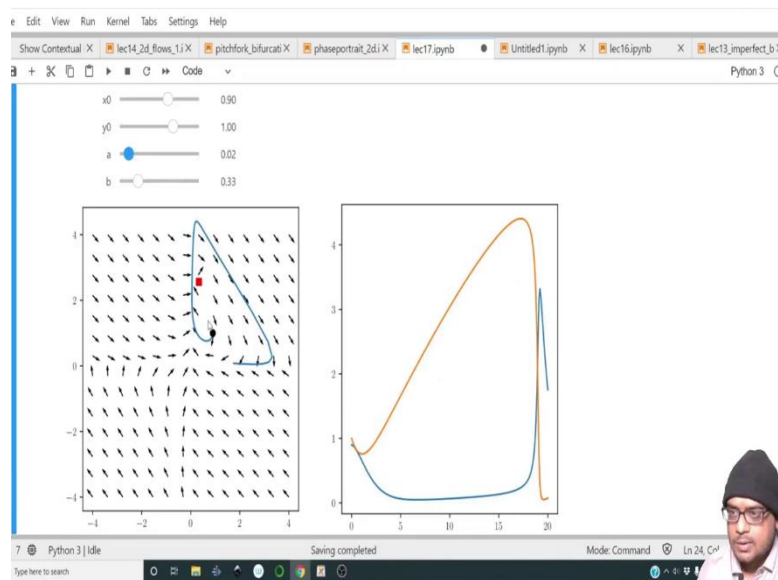 Edit View Run Kernel Tabs Settings Help
Show Contextual lec14_2d_flows_1.i pitchfork_bifurcati phaseportrait_2d.i lec17.ipynb Untitled1.ipynb lec16.ipynb lec13_imperfect_b
Code Python 3
x0 0.90
y0 1.00
a 0.02
b 0.33
4
2
0
−2
−4
−4 −2 0 2 4
4
3
2
1
0
0 5 10 15 20
7 Python 3 | Idle Saving completed Mode: Command Ln 24,
Type here to search